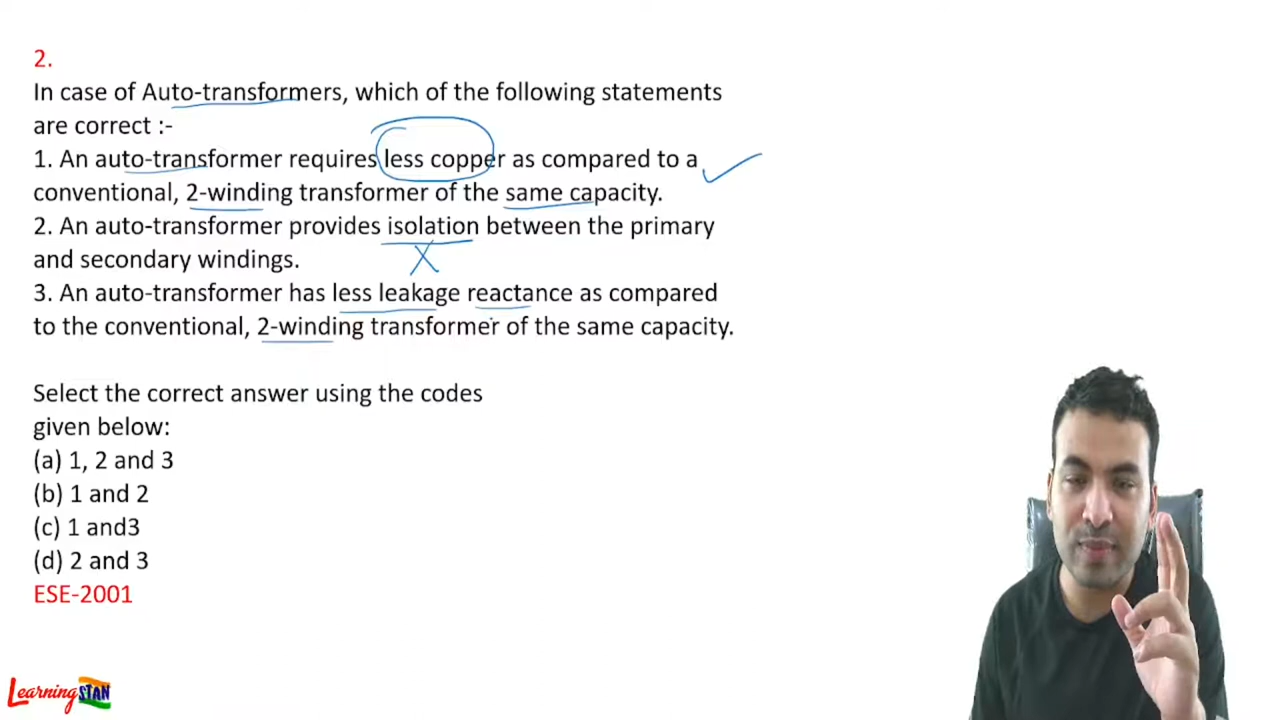 2.
In case of Auto-transformers, which of the following statements
are correct :-
1. An auto-transformer requires less copper as compared to a
conventional, 2-winding transformer of the same capacity.
2. An auto-transformer provides isolation between the primary
and secondary windings.
3. An auto-transformer has less leakage reactance as compared
to the conventional, 2-winding transformer of the same capacity.
Select the correct answer using the codes
given below:
(a) 1, 2 and 3
(b) 1 and 2
(c) 1 and3
(d) 2 and 3
ESE-2001
Learning STAN